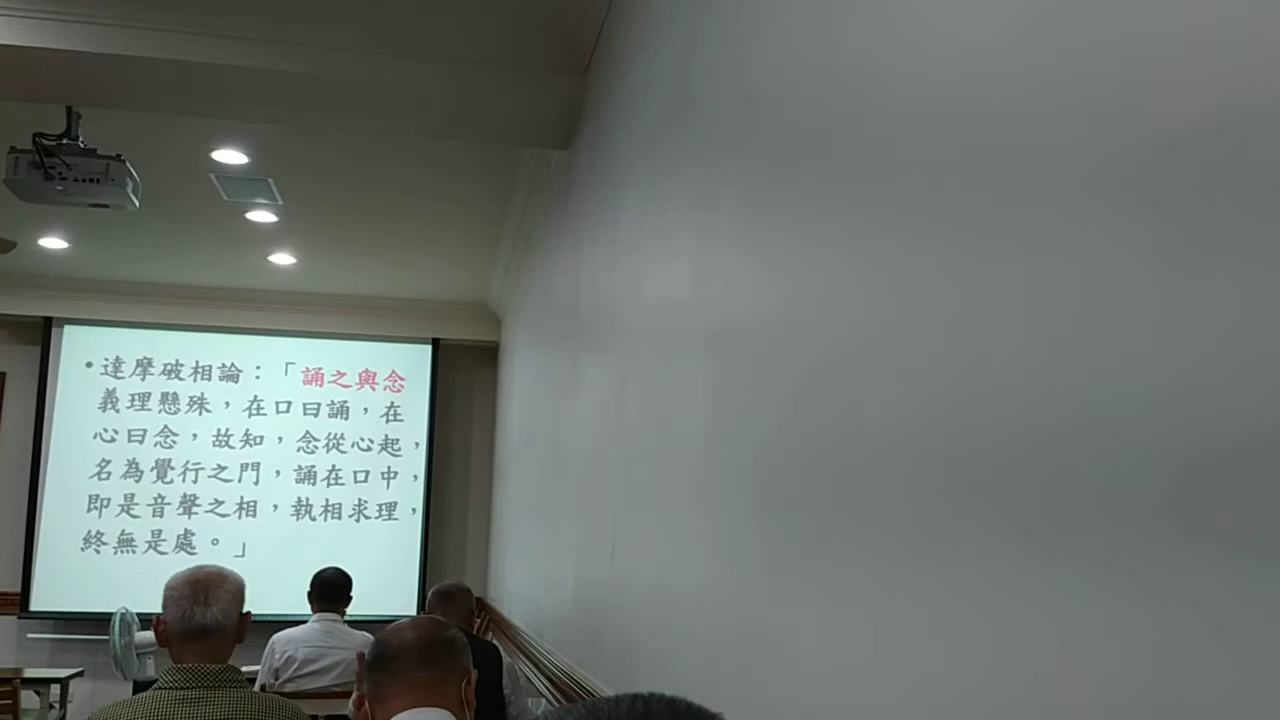 •達摩破相論：「誦之與念
義理懸殊，在口曰誦，在
心曰念，故知，念從心起，
名為覺行之門，誦在口中，
即是音聲之相，執相求理，
終無是處。」